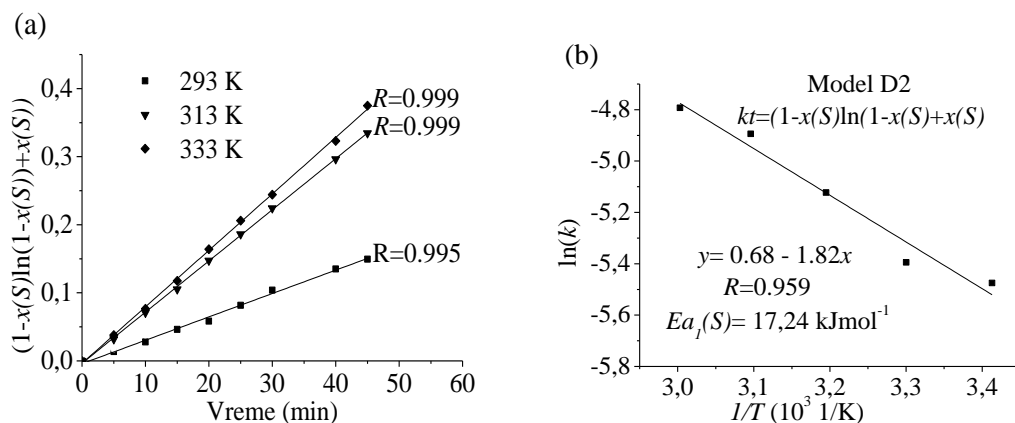 (a)
(1-x(S)ln(1-x(S))+x(S))
0,4
0,3
0,2
0,1
0,0
293 K
313 K
333 K
R=0.999
R=0.999
R=0.995
0 10 20 30 40 50 60
Vreme (min)
(b)
ln(k)
-4,8
-5,0
-5,2
-5,4
-5,6
-5,8
Model D2
kt=(1-x(S)ln(1-x(S)+x(S)
y= 0.68 - 1.82x
R=0.959
Ea₁(S)= 17,24 kJmol⁻¹
3,0 3,1 3,2 3,3 3,4
1/T (10³ 1/K)